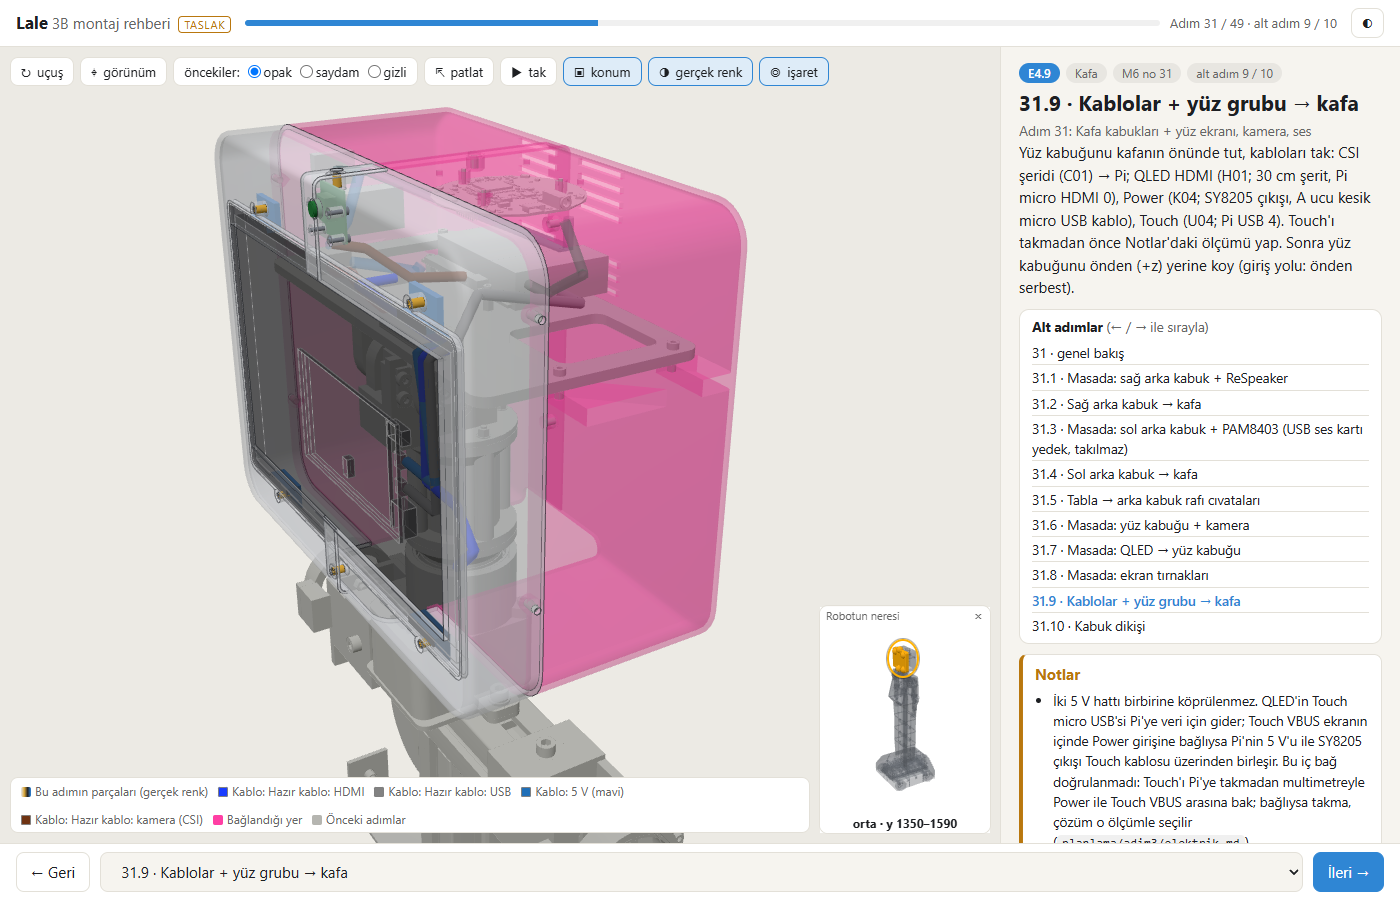 Lale 3B montaj rehberi TASLAK
Adım 31 / 49 · alt adım 9 / 10
↻ uçuş
⌖ görünüm
öncekiler: opak saydam gizli
⇱ patlat
▶ tak
▣ konum
◑ gerçek renk
◎ işaret
E4.9 Kafa M6 no 31 alt adım 9 / 10
31.9 · Kablolar + yüz grubu → kafa
Adım 31: Kafa kabukları + yüz ekranı, kamera, ses
Yüz kabuğunu kafanın önünde tut, kabloları tak: CSI
şeridi (C01) → Pi; QLED HDMI (H01; 30 cm şerit, Pi
micro HDMI 0), Power (K04; SY8205 çıkışı, A ucu kesik
micro USB kablo), Touch (U04; Pi USB 4). Touch'ı
takmadan önce Notlar'daki ölçümü yap. Sonra yüz
kabuğunu önden (+z) yerine koy (giriş yolu: önden
serbest).
Alt adımlar (← / → ile sırayla)
31 · genel bakış
31.1 · Masada: sağ arka kabuk + ReSpeaker
31.2 · Sağ arka kabuk → kafa
31.3 · Masada: sol arka kabuk + PAM8403 (USB ses kartı
yedek, takılmaz)
31.4 · Sol arka kabuk → kafa
31.5 · Tabla → arka kabuk rafı cıvataları
31.6 · Masada: yüz kabuğu + kamera
31.7 · Masada: QLED → yüz kabuğu
31.8 · Masada: ekran tırnakları
31.9 · Kablolar + yüz grubu → kafa
31.10 · Kabuk dikişi
Notlar
• İki 5 V hattı birbirine köprülenmez. QLED'in Touch
micro USB'si Pi'ye veri için gider; Touch VBUS ekranın
içinde Power girişine bağlıysa Pi'nin 5 V'u ile SY8205
çıkışı Touch kablosu üzerinden birleşir. Bu iç bağ
doğrulanmadı: Touch'ı Pi'ye takmadan multimetreyle
Power ile Touch VBUS arasına bak; bağlıysa takma,
çözüm o ölçümle seçilir
Robotun neresi ×
orta · y 1350–1590
Bu adımın parçaları (gerçek renk) Kablo: Hazır kablo: HDMI Kablo: Hazır kablo: USB Kablo: 5 V (mavi)
Kablo: Hazır kablo: kamera (CSI) Bağlandığı yer Önceki adımlar
← Geri
31.9 · Kablolar + yüz grubu → kafa
İleri →